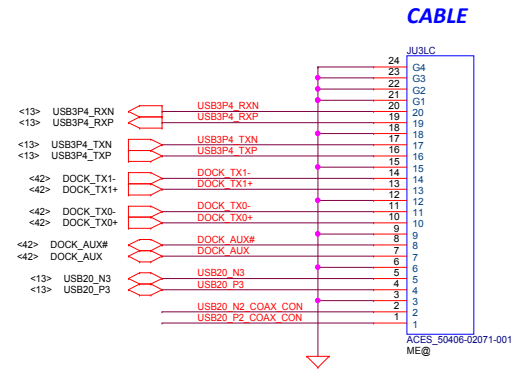 CABLE
JU3LC
24 G4
23 G3
22 G2
21 G1
<13> USB3P4_RXN USB3P4_RXN 20 20
<13> USB3P4_RXP USB3P4_RXP 19 19
18 18
<13> USB3P4_TXN USB3P4_TXN 17 17
<13> USB3P4_TXP USB3P4_TXP 16 16
15 15
<42> DOCK_TX1- DOCK_TX1- 14 14
<42> DOCK_TX1+ DOCK_TX1+ 13 13
12 12
<42> DOCK_TX0- DOCK_TX0- 11 11
<42> DOCK_TX0+ DOCK_TX0+ 10 10
9 9
<42> DOCK_AUX# DOCK_AUX# 8 8
<42> DOCK_AUX DOCK_AUX 7 7
6 6
<13> USB20_N3 USB20_N3 5 5
<13> USB20_P3 USB20_P3 4 4
3 3
USB20_N2_COAX_CON 2 2
USB20_P2_COAX_CON 1 1
ACES_50406-02071-001
ME@